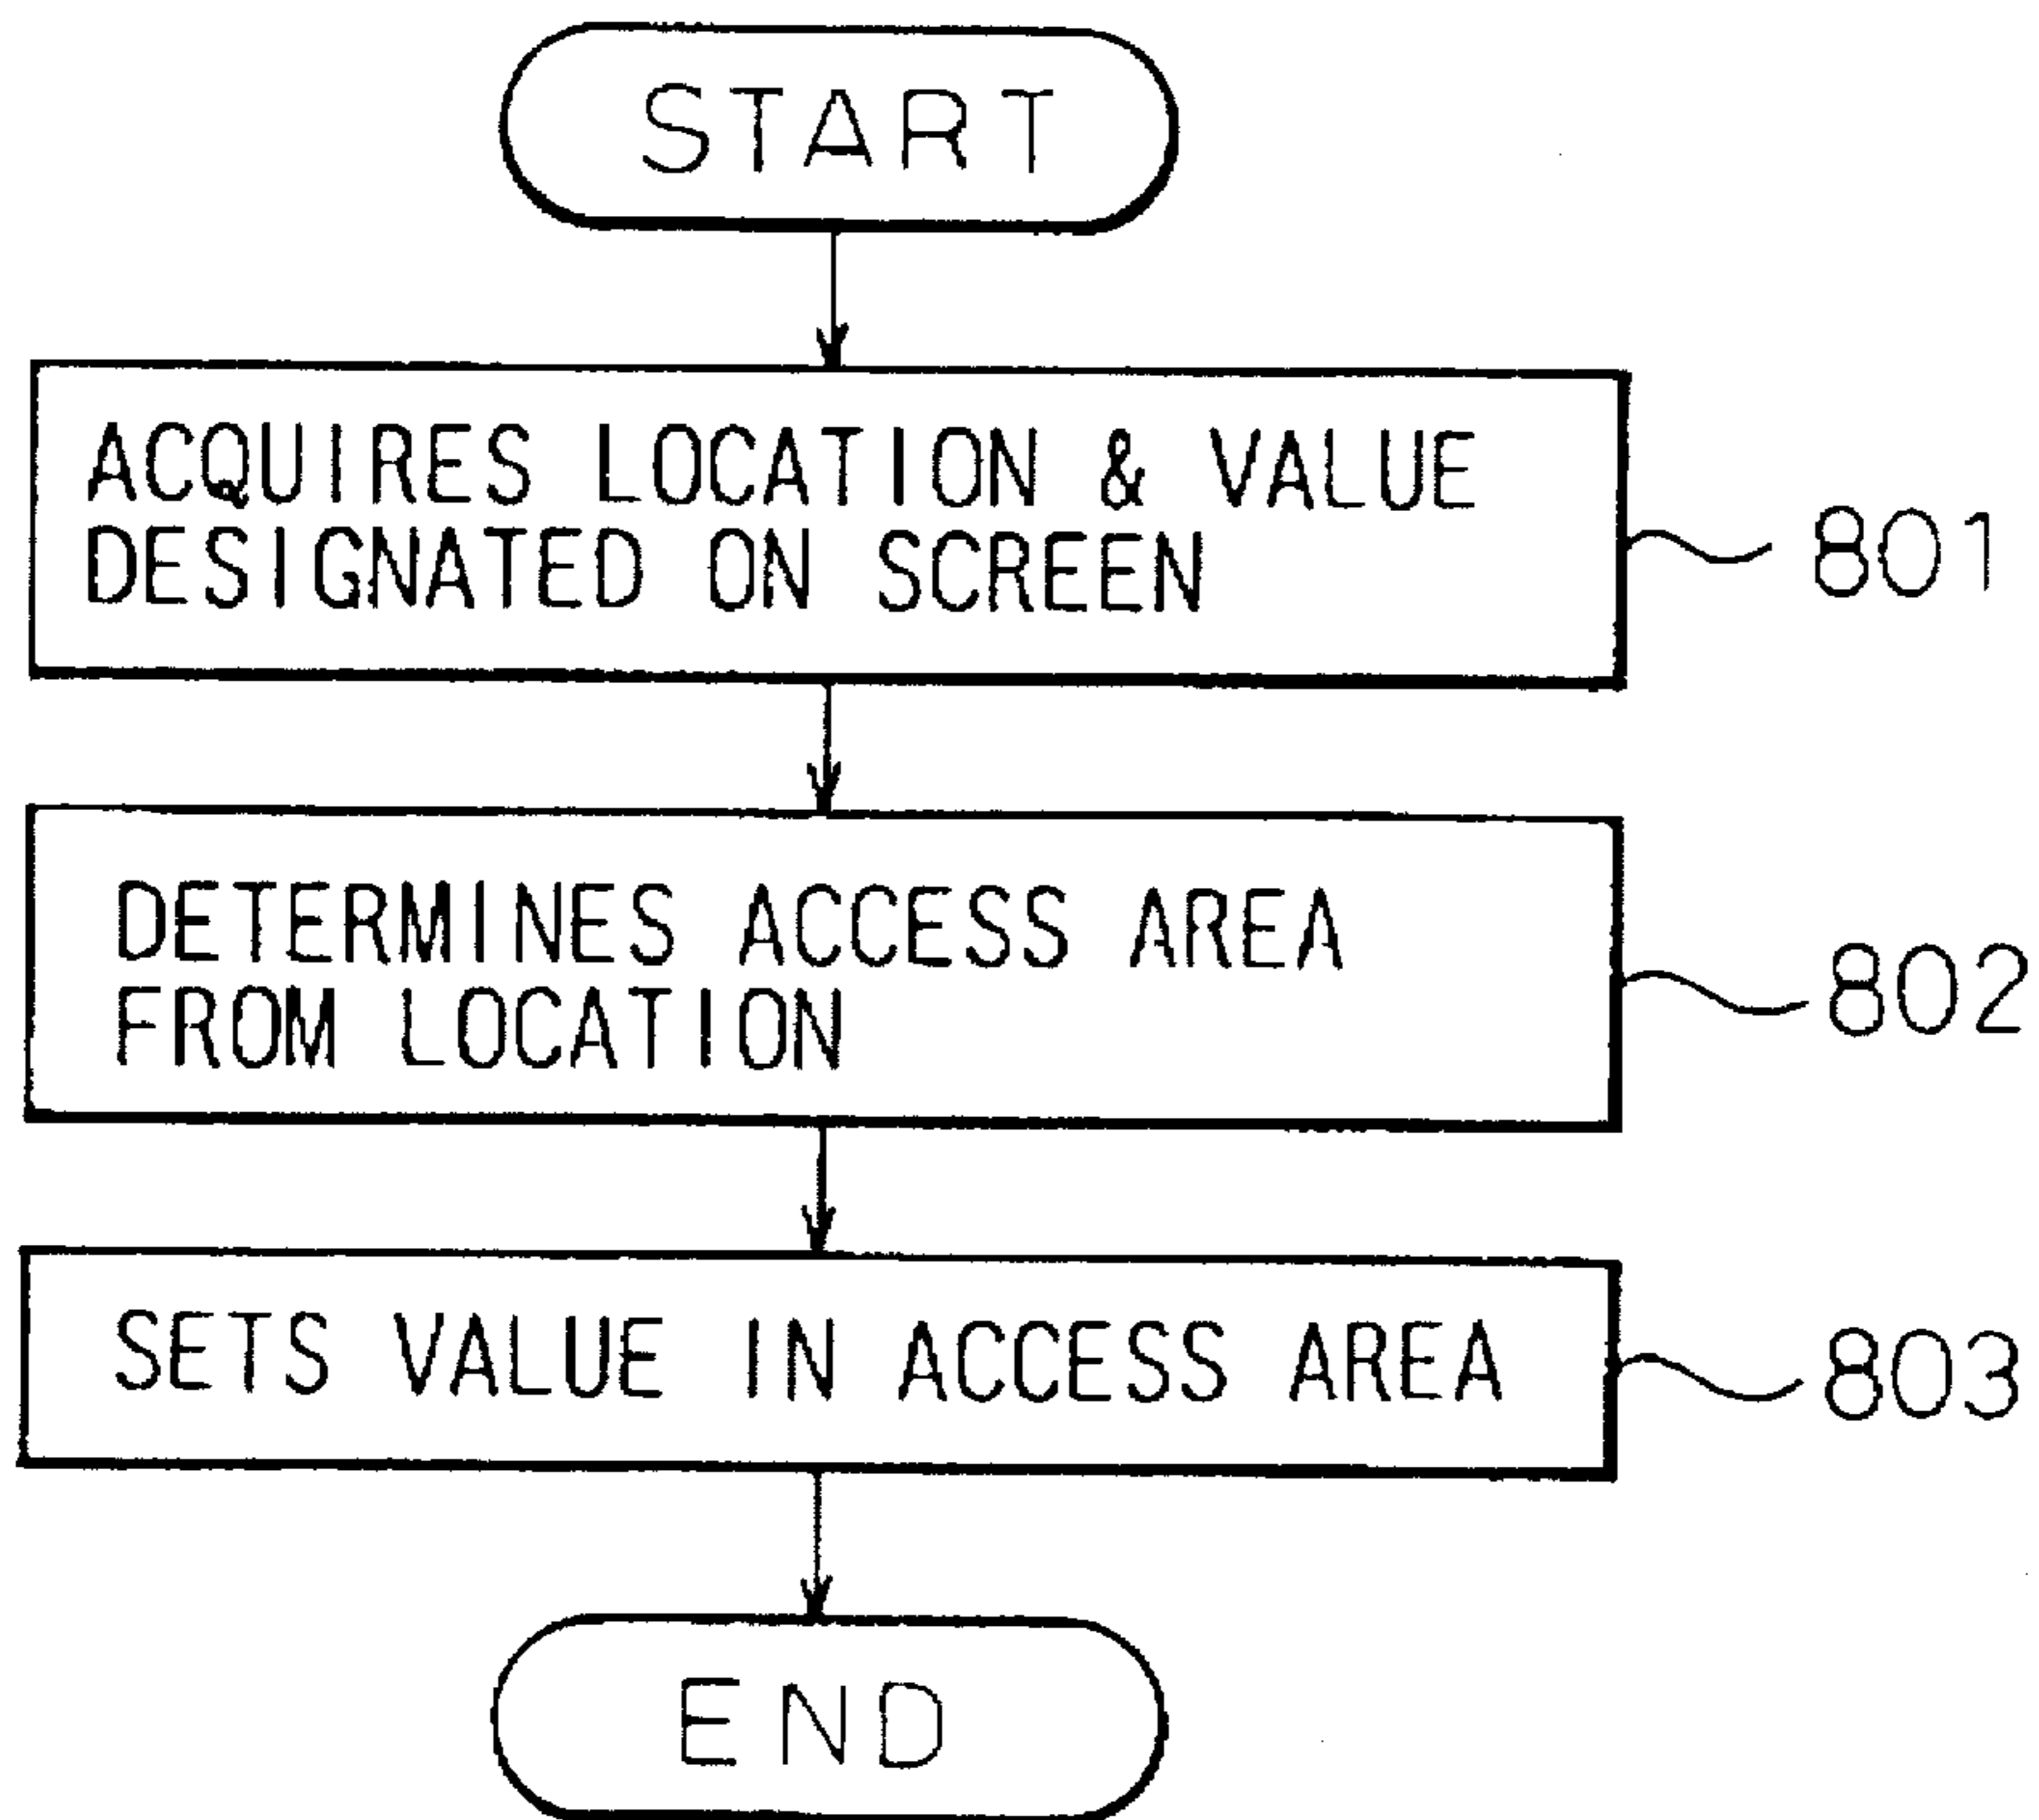 START
ACQUIRES LOCATION & VALUE
DESIGNATED ON SCREEN
801
DETERMINES ACCESS AREA
FROM LOCATION
802
SETS VALUE IN ACCESS AREA
803
END